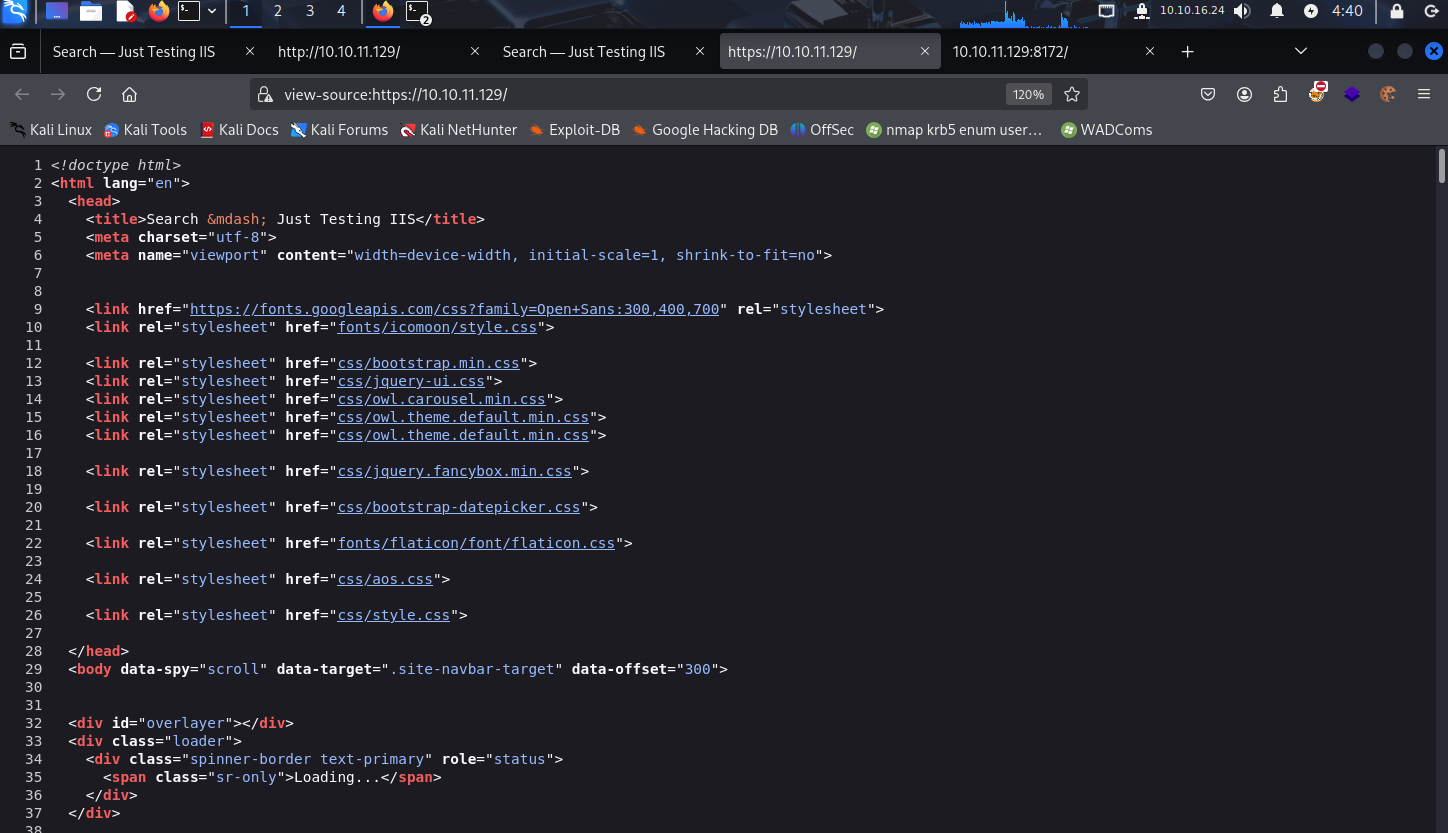 1 2 3 4 2 10.10.16.24 4:40
Search — Just Testing IIS × http://10.10.11.129/ × Search — Just Testing IIS × https://10.10.11.129/ × 10.10.11.129:8172/ × +
view-source:https://10.10.11.129/ 120%
Kali Linux Kali Tools Kali Docs Kali Forums Kali NetHunter Exploit-DB Google Hacking DB OffSec nmap krb5 enum user… WADComs
1 <!doctype html>
2 <html lang="en">
3 <head>
4 <title>Search &mdash; Just Testing IIS</title>
5 <meta charset="utf-8">
6 <meta name="viewport" content="width=device-width, initial-scale=1, shrink-to-fit=no">
7
8
9 <link href="https://fonts.googleapis.com/css?family=Open+Sans:300,400,700" rel="stylesheet">
10 <link rel="stylesheet" href="fonts/icomoon/style.css">
11
12 <link rel="stylesheet" href="css/bootstrap.min.css">
13 <link rel="stylesheet" href="css/jquery-ui.css">
14 <link rel="stylesheet" href="css/owl.carousel.min.css">
15 <link rel="stylesheet" href="css/owl.theme.default.min.css">
16 <link rel="stylesheet" href="css/owl.theme.default.min.css">
17
18 <link rel="stylesheet" href="css/jquery.fancybox.min.css">
19
20 <link rel="stylesheet" href="css/bootstrap-datepicker.css">
21
22 <link rel="stylesheet" href="fonts/flaticon/font/flaticon.css">
23
24 <link rel="stylesheet" href="css/aos.css">
25
26 <link rel="stylesheet" href="css/style.css">
27
28 </head>
29 <body data-spy="scroll" data-target=".site-navbar-target" data-offset="300">
30
31
32 <div id="overlayer"></div>
33 <div class="loader">
34 <div class="spinner-border text-primary" role="status">
35 <span class="sr-only">Loading...</span>
36 </div>
37 </div>
38